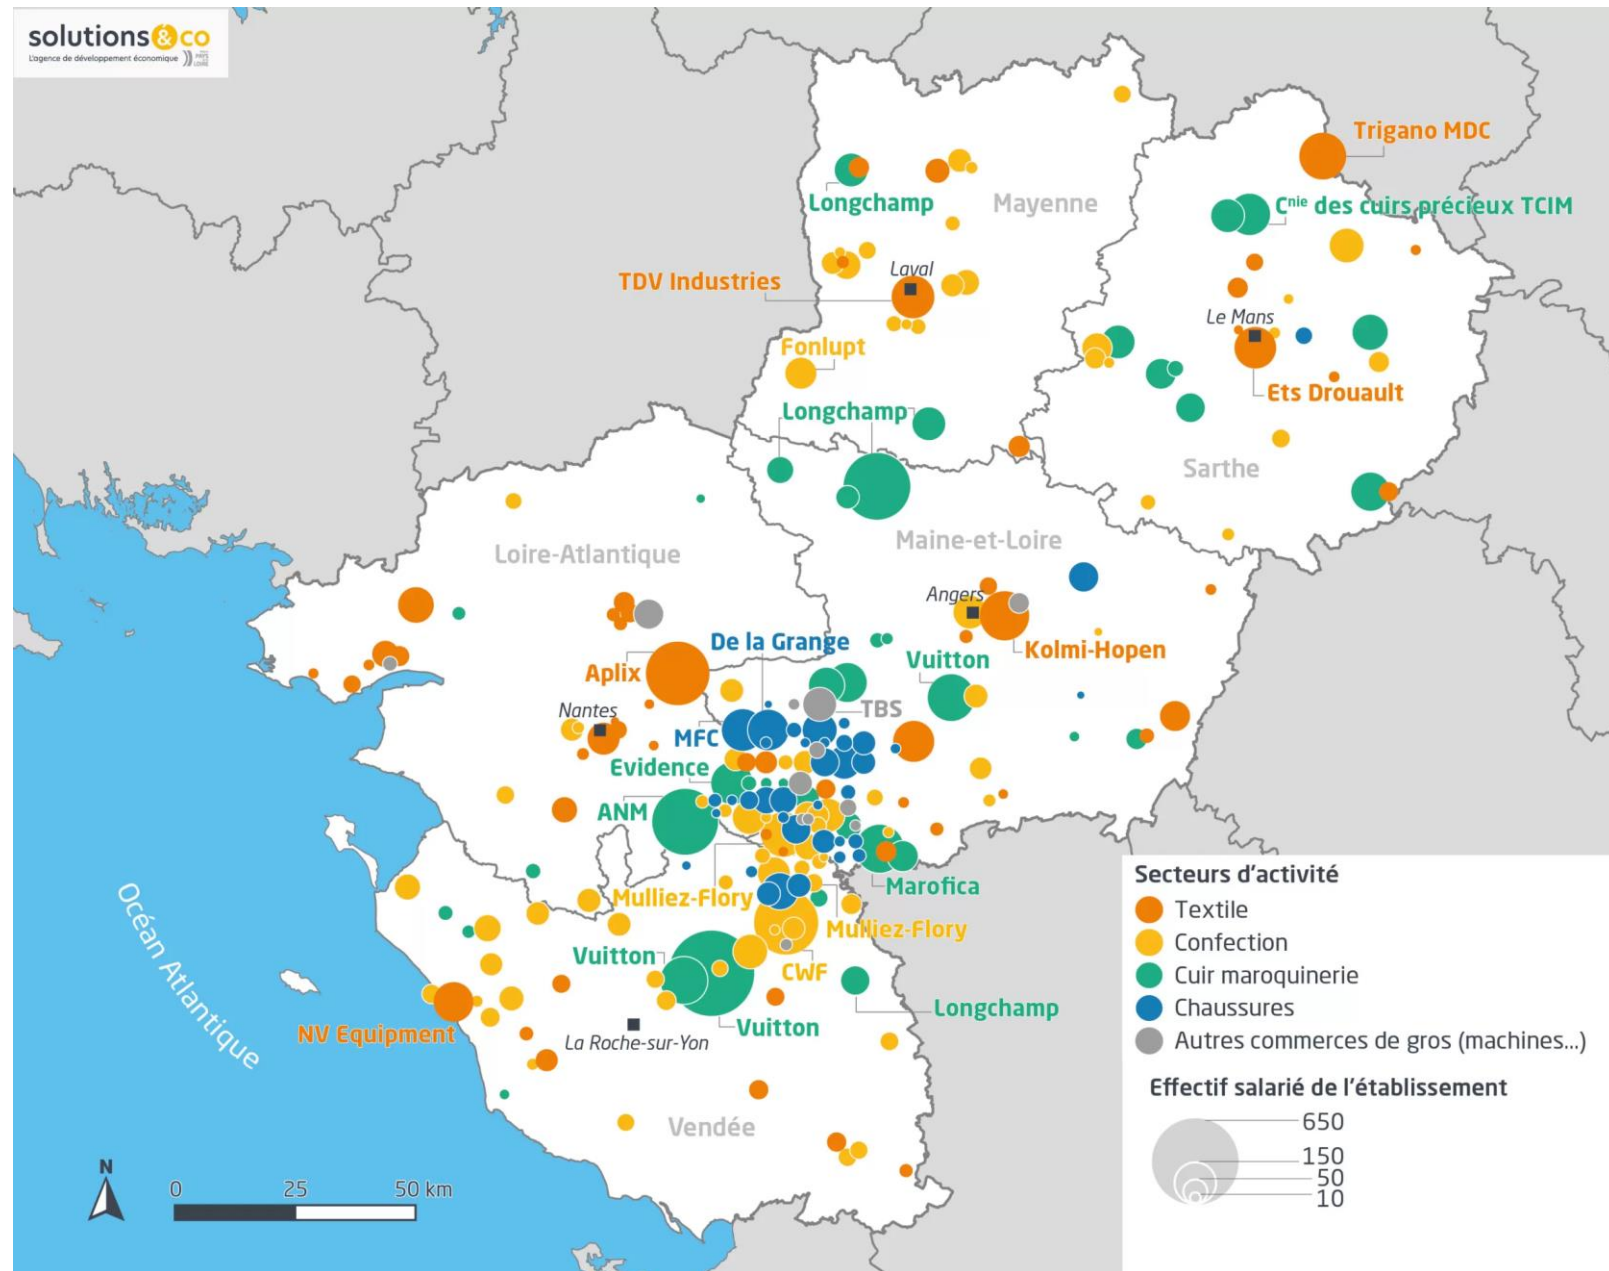 solutions&co
L'agence de développement économique
PAYS
LOIRE
Trigano MDC
Longchamp
Mayenne
Cnie des cuirs précieux TCIM
Laval
TDV Industries
Le Mans
Fonlupt
Ets Drouault
Longchamp
Sarthe
Loire-Atlantique
Maine-et-Loire
Angers
De la Grange
Kolmi-Hopen
Vuitton
Aplix
Nantes
TBS
MFC
Evidence
ANM
Marofica
Mulliez-Flory
Mulliez-Flory
Vuitton
CWF
Longchamp
Vuitton
NV Equipment
La Roche-sur-Yon
Vendée
Océan Atlantique
N
0 25 50 km
Secteurs d'activité
Textile
Confection
Cuir maroquinerie
Chaussures
Autres commerces de gros (machines...)
Effectif salarié de l'établissement
650
150
50
10